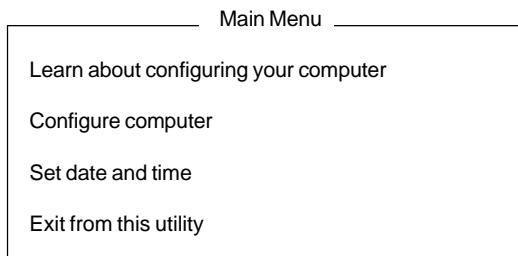 Main Menu
Learn about configuring your computer
Configure computer
Set date and time
Exit from this utility